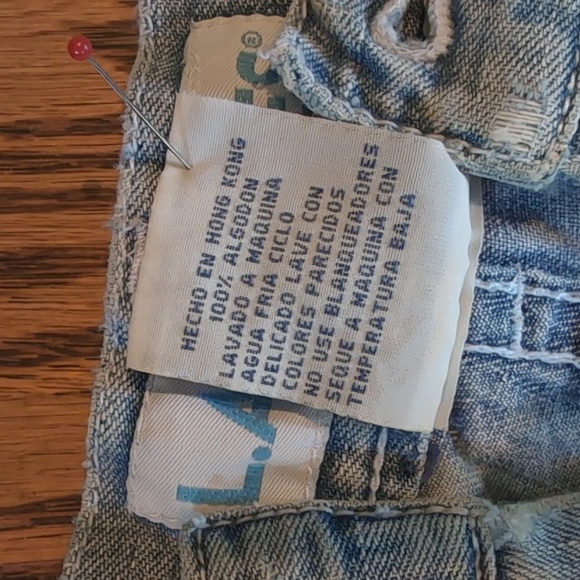 HECHO EN HONG KONG
100% ALGODON
LAVADO A MAQUINA
AGUA FRA CICLO
DELICADO LAVE CON
COLORES PARECIDOS
NO USE BLANQUEADORES
SEQUE A MAQUINA CON
TEMPERATURA BAJA
L.A
S®